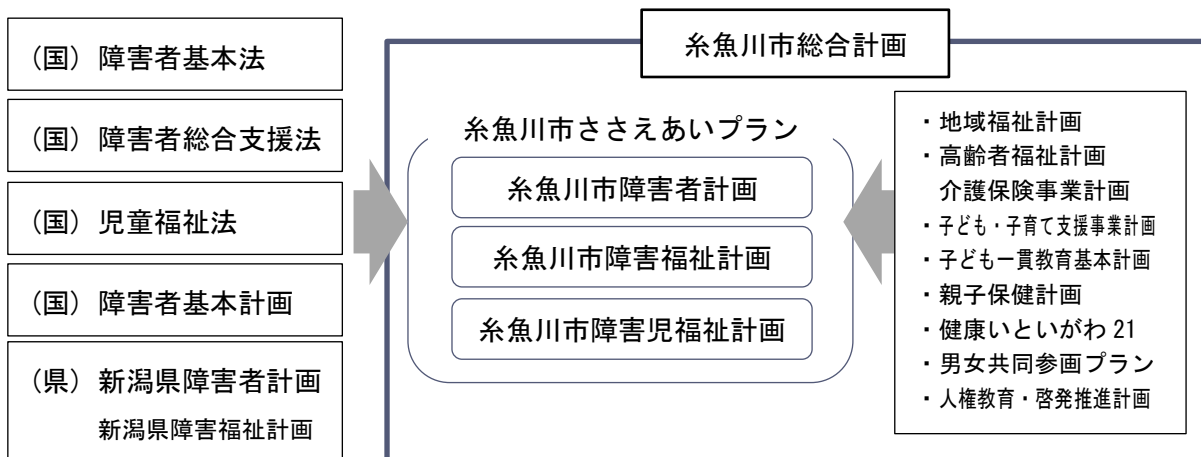 （国）障害者基本法
（国）障害者総合支援法
（国）児童福祉法
（国）障害者基本計画
（県）新潟県障害者計画
新潟県障害福祉計画
糸魚川市総合計画
糸魚川市ささえあいプラン
糸魚川市障害者計画
糸魚川市障害福祉計画
糸魚川市障害児福祉計画
・地域福祉計画
・高齢者福祉計画
介護保険事業計画
・子ども・子育て支援事業計画
・子ども一貫教育基本計画
・親子保健計画
・健康いといがわ 21
・男女共同参画プラン
・人権教育・啓発推進計画